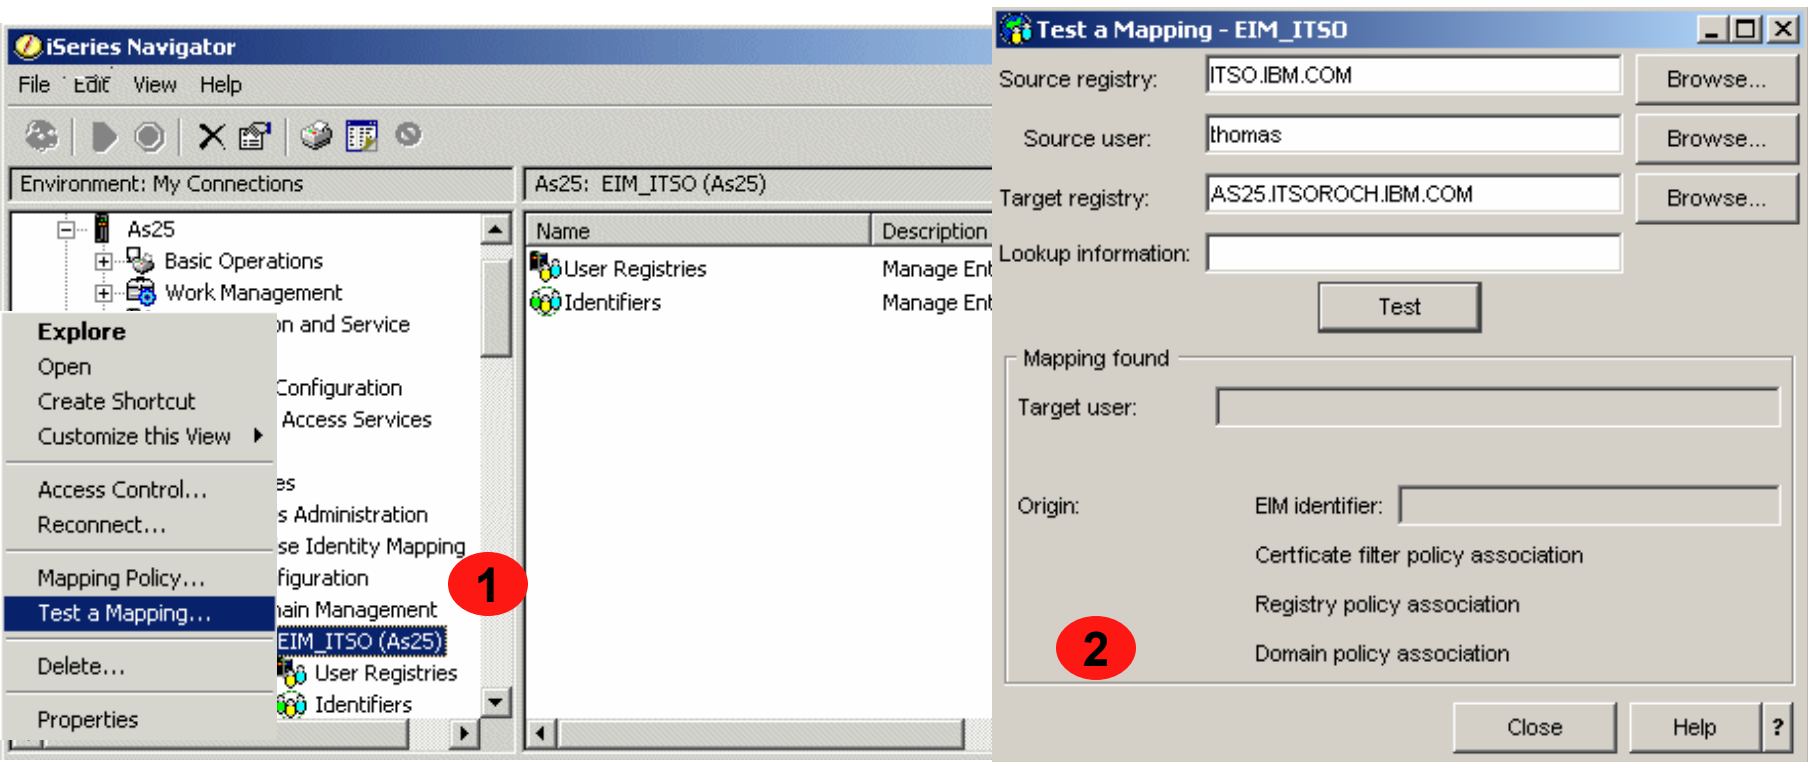 iSeries Navigator
File Edit View Help
Environment: My Connections
As25: EIM_ITSO (As25)
As25
Basic Operations
Work Management
on and Service
Configuration
Access Services
es
s Administration
se Identity Mapping
figuration
ain Management
EIM_ITSO (As25)
User Registries
Identifiers
Explore
Open
Create Shortcut
Customize this View
Access Control...
Reconnect...
Mapping Policy...
Test a Mapping...
Delete...
Properties
1
Name Description
User Registries Manage Ent
Identifiers Manage Ent
Test a Mapping - EIM_ITSO
Source registry: ITSO.IBM.COM Browse...
Source user: thomas Browse...
Target registry: AS25.ITSOROCH.IBM.COM Browse...
Lookup information:
Test
Mapping found
Target user:
Origin: EIM identifier:
Certficate filter policy association
Registry policy association
Domain policy association
2
Close Help ?